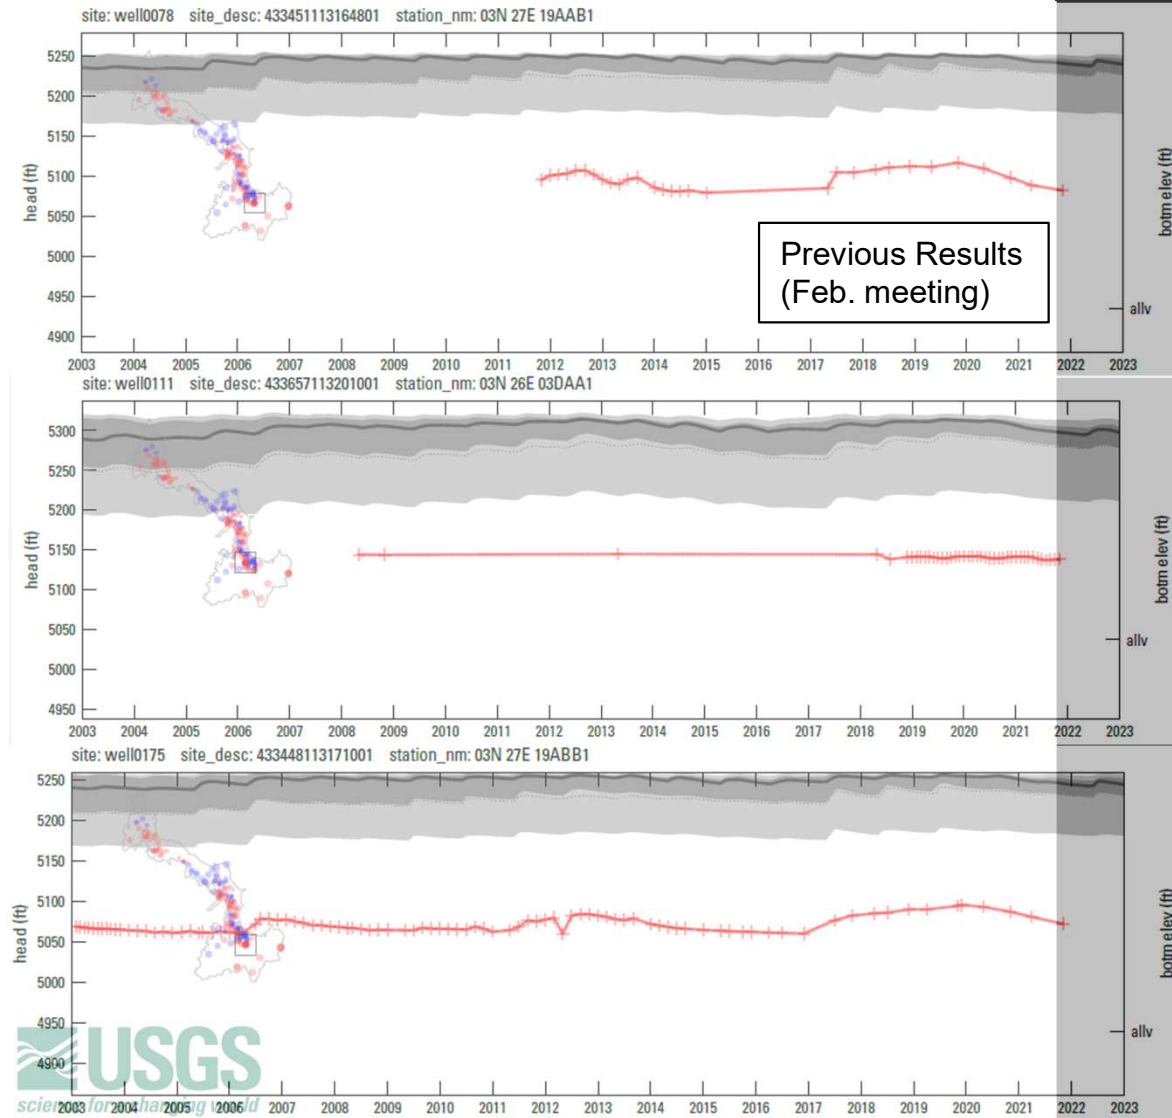 site: well0078 site_desc: 433451113164801 station_nm: 03N 27E 19AAB1
5250
5200
5150
5100
5050
5000
4950
4900
head (ft)
botm elev (ft)
allv
Previous Results
(Feb. meeting)
2003 2004 2005 2006 2007 2008 2009 2010 2011 2012 2013 2014 2015 2016 2017 2018 2019 2020 2021 2022 2023
site: well0111 site_desc: 433657113201001 station_nm: 03N 26E 03DAA1
5300
5250
5200
5150
5100
5050
5000
4950
head (ft)
botm elev (ft)
allv
2003 2004 2005 2006 2007 2008 2009 2010 2011 2012 2013 2014 2015 2016 2017 2018 2019 2020 2021 2022 2023
site: well0175 site_desc: 433448113171001 station_nm: 03N 27E 19ABB1
5250
5200
5150
5100
5050
5000
4950
4900
head (ft)
botm elev (ft)
allv
USGS
science for a changing world
2003 2004 2005 2006 2007 2008 2009 2010 2011 2012 2013 2014 2015 2016 2017 2018 2019 2020 2021 2022 2023